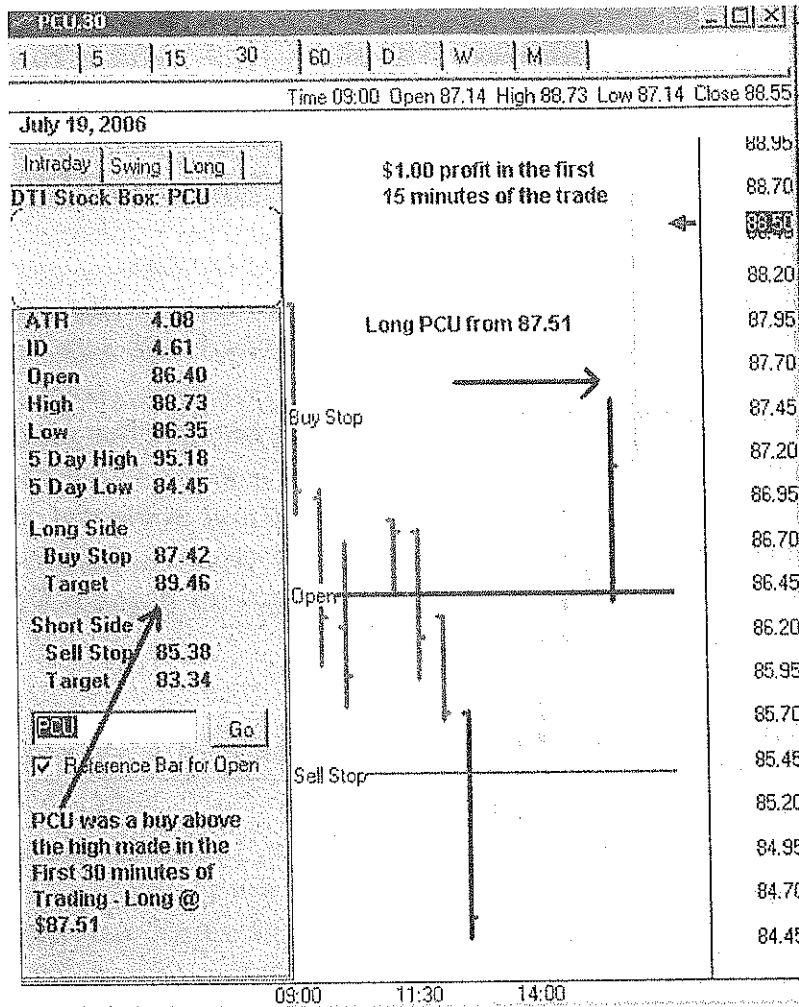 PCU,30
1 5 15 30 60 D W M
Time 09:00 Open 87.14 High 88.73 Low 87.14 Close 88.55
July 19, 2006
Intraday Swing Long
DTI Stock Box: PCU
ATR 4.08
ID 4.61
Open 86.40
High 88.73
Low 86.35
5 Day High 95.18
5 Day Low 84.45
Long Side
Buy Stop 87.42
Target 89.46
Short Side
Sell Stop 85.38
Target 83.34
PCU Go
Reference Bar for Open
PCU was a buy above
the high made in the
First 30 minutes of
Trading - Long @
$87.51
$1.00 profit in the first
15 minutes of the trade
Long PCU from 87.51
Buy Stop
Open
Sell Stop
88.95
88.70
88.50
88.20
87.95
87.70
87.45
87.20
86.95
86.70
86.45
86.20
85.95
85.70
85.45
85.20
84.95
84.70
84.45
09:00 11:30 14:00